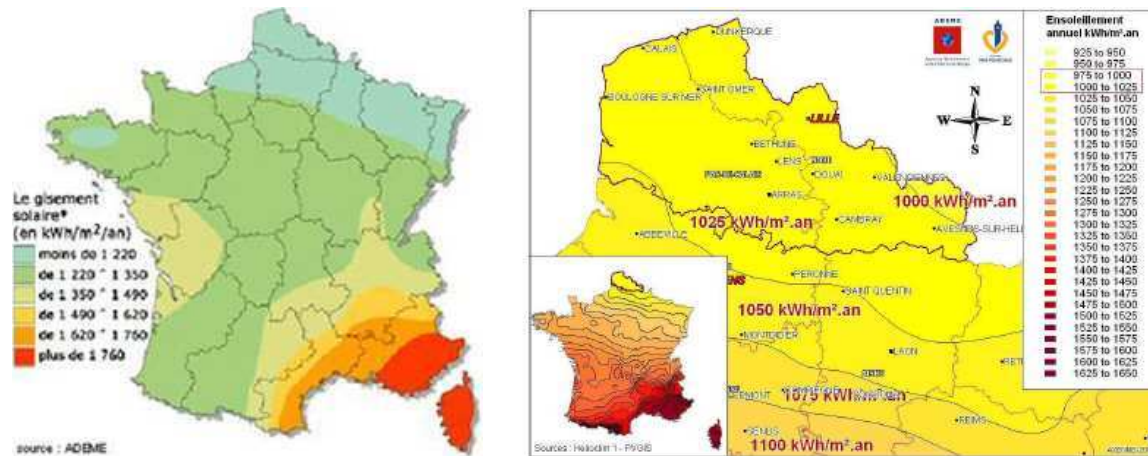 Le gisement
solaire*
(en kWh/m²/an)
moins de 1 220
de 1 220 ^ 1 350
de 1 350 ^ 1 490
de 1 490 ^ 1 620
de 1 620 ^ 1 760
plus de 1 760
source : ADEME
ADEME
Ensoleillement
annuel kWh/m².an
925 to 950
950 to 975
975 to 1000
1000 to 1025
1025 to 1050
1050 to 1075
1075 to 1100
1100 to 1125
1125 to 1150
1150 to 1175
1175 to 1200
1200 to 1225
1225 to 1250
1250 to 1275
1275 to 1300
1300 to 1325
1325 to 1350
1350 to 1375
1375 to 1400
1400 to 1425
1425 to 1450
1450 to 1475
1475 to 1500
1500 to 1525
1525 to 1550
1550 to 1575
1575 to 1600
1600 to 1625
1625 to 1650
N
W E
S
DUNKERQUE
CALAIS
SAINT OMER
BOULOGNE SUR MER
LILLE
BETHUNE
LENS
DOUAI
PAS-DE-CALAIS
VALENCIENNES
ARRAS
1000 kWh/m².an
1025 kWh/m².an
CAMBRAY
AVESNES-SUR-HEL
ABBEVILLE
PERONNE
SAINT QUENTIN
1050 kWh/m².an
MONTDIDIER
LAON
1075 kWh/m².an
REIMS
SENLIS
1100 kWh/m².an
Sources : Helioclim 1 - PVGIS